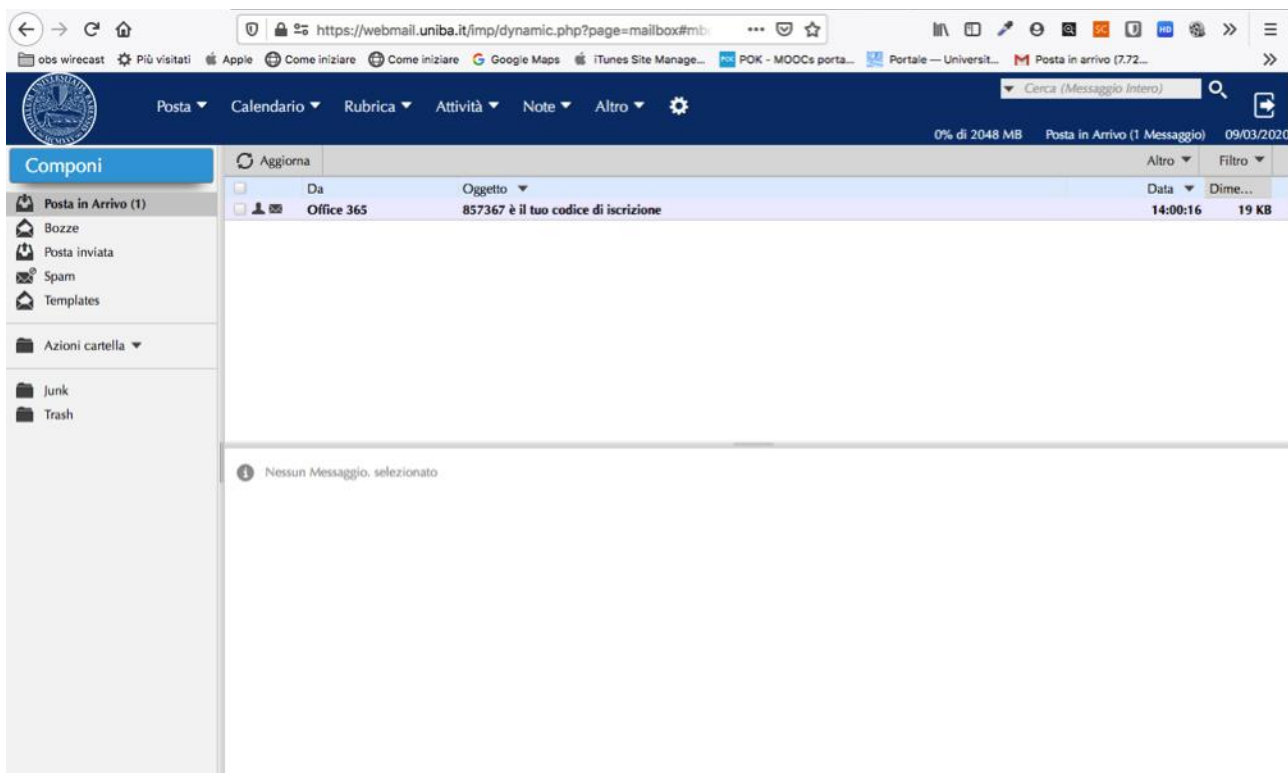 https://webmail.uniba.it/imp/dynamic.php?page=mailbox#mb
obs wirecast Più visitati Apple Come iniziare Come iniziare Google Maps iTunes Site Manage... POK - MOOCs porta... Portale — Universit... Posta in arrivo (7.72...
Posta Calendario Rubrica Attività Note Altro
Cerca (Messaggio Intero)
0% di 2048 MB Posta in Arrivo (1 Messaggio) 09/03/2020
Componi
Aggiorna Altro Filtro
Da Oggetto Data Dime...
Office 365 857367 è il tuo codice di iscrizione 14:00:16 19 KB
Posta in Arrivo (1)
Bozze
Posta inviata
Spam
Templates
Azioni cartella
Junk
Trash
Nessun Messaggio. selezionato